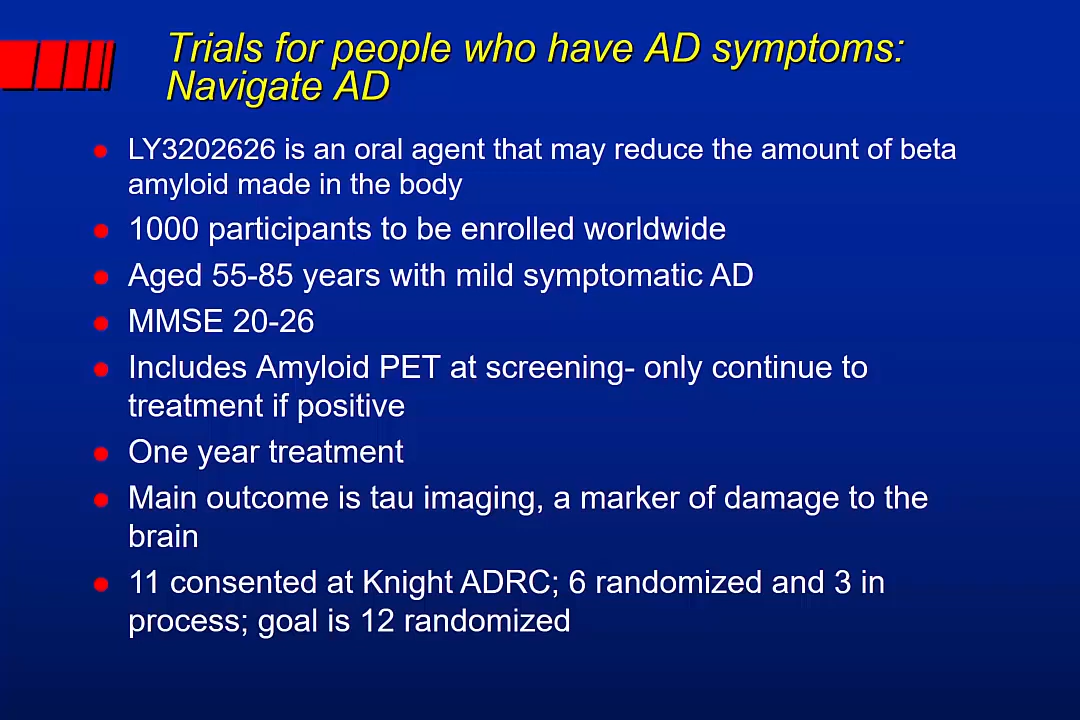 Trials for people who have AD symptoms:
Navigate AD
LY3202626 is an oral agent that may reduce the amount of beta
amyloid made in the body
1000 participants to be enrolled worldwide
Aged 55-85 years with mild symptomatic AD
MMSE 20-26
Includes Amyloid PET at screening- only continue to
treatment if positive
One year treatment
Main outcome is tau imaging, a marker of damage to the
brain
11 consented at Knight ADRC; 6 randomized and 3 in
process; goal is 12 randomized